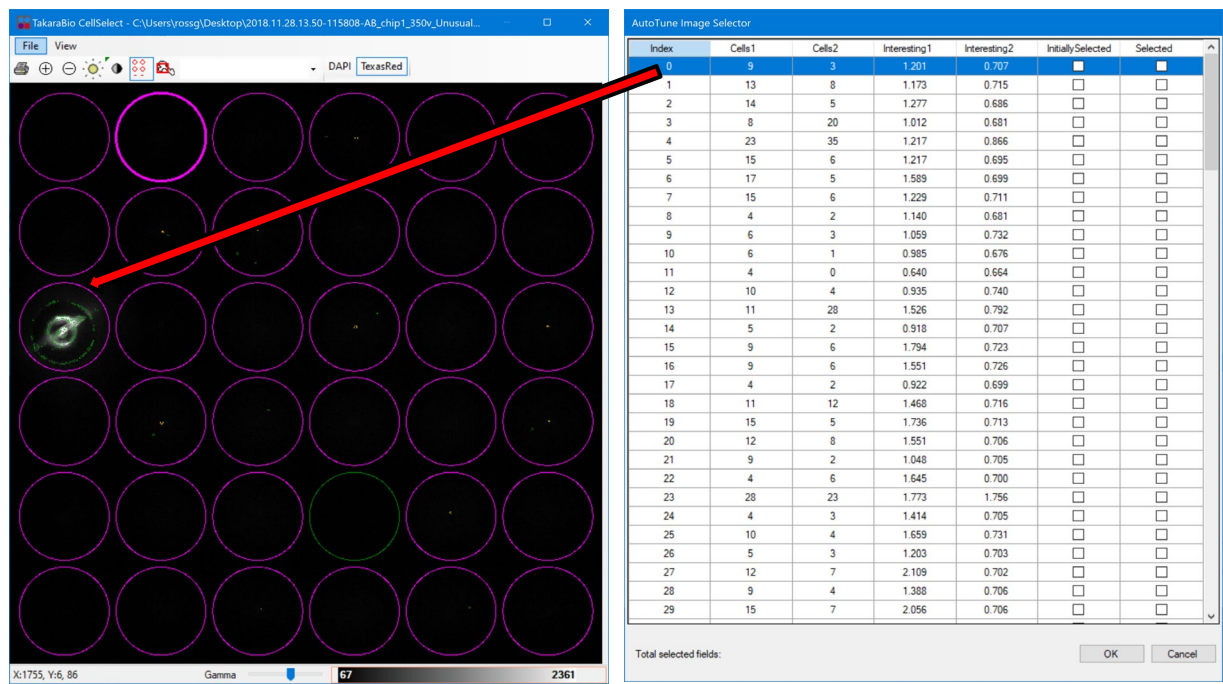 TakaraBio CellSelect - C:\Users\rossg\Desktop\2018.11.28.13.50-115808-AB_chip1_350v_Unusual...
File View
DAPI TexasRed
X:1755, Y:6, 86 Gamma 67 2361
AutoTune Image Selector
Index Cells1 Cells2 Interesting1 Interesting2 InitiallySelected Selected
0 9 3 1.201 0.707
1 13 8 1.173 0.715
2 14 5 1.277 0.686
3 8 20 1.012 0.681
4 23 35 1.217 0.866
5 15 6 1.217 0.695
6 17 5 1.589 0.699
7 15 6 1.229 0.711
8 4 2 1.140 0.681
9 6 3 1.059 0.732
10 6 1 0.985 0.676
11 4 0 0.640 0.664
12 10 4 0.935 0.740
13 11 28 1.526 0.792
14 5 2 0.918 0.707
15 9 6 1.794 0.723
16 9 6 1.551 0.726
17 4 2 0.922 0.699
18 11 12 1.468 0.716
19 15 5 1.736 0.713
20 12 8 1.551 0.706
21 9 2 1.048 0.705
22 4 6 1.645 0.700
23 28 23 1.773 1.756
24 4 3 1.414 0.705
25 10 4 1.659 0.731
26 5 3 1.203 0.703
27 12 7 2.109 0.702
28 9 4 1.388 0.706
29 15 7 2.056 0.706
Total selected fields:
OK Cancel